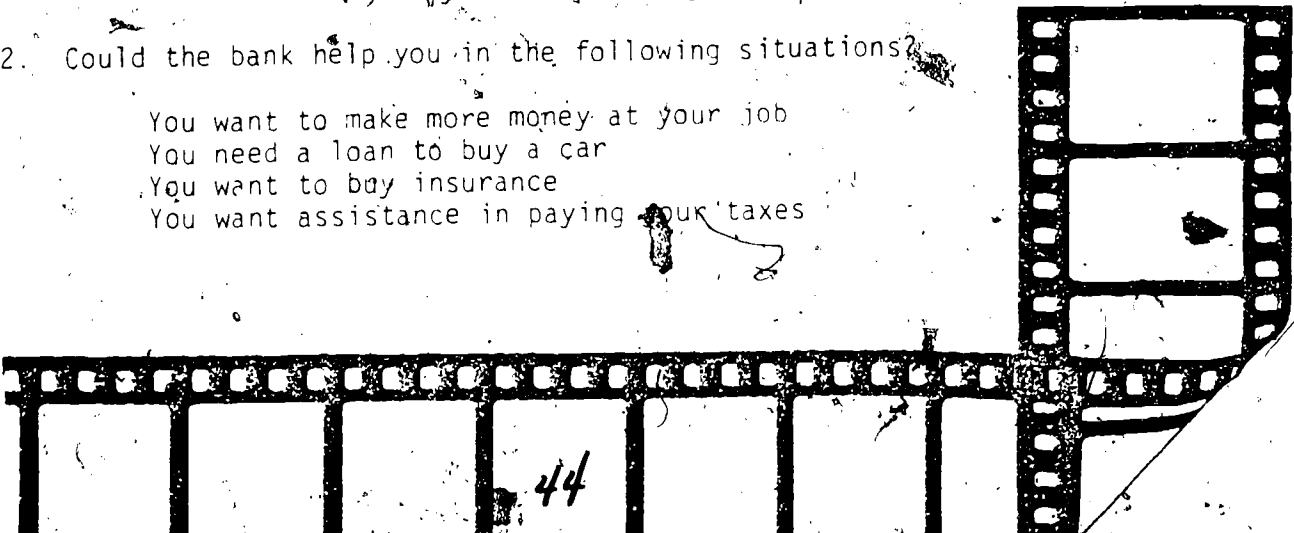 2. Could the bank help you in the following situations?
You want to make more money at your job
You need a loan to buy a car
You want to buy insurance
You want assistance in paying your taxes
44